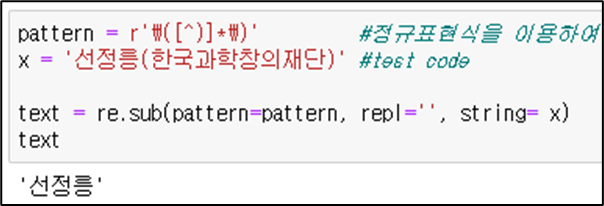 pattern = r'₩([^)]*₩)' #정규표현식을 이용하여
x = '선정릉(한국과학창의재단)' #test code
text = re.sub(pattern=pattern, repl='', string= x)
text
'선정릉'